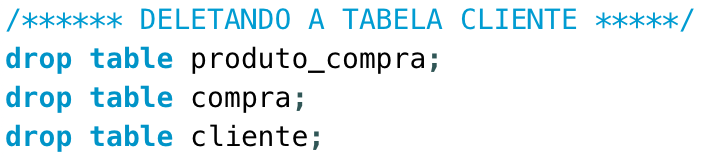 /****** DELETANDO A TABELA CLIENTE *****/
drop table produto_compra;
drop table compra;
drop table cliente;